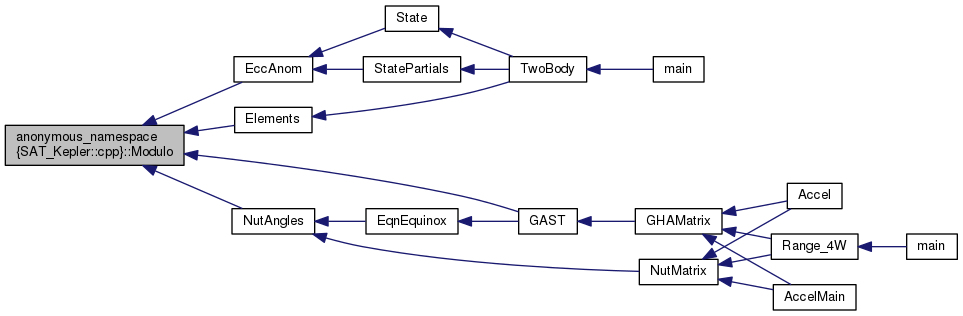 State
EccAnom
StatePartials
TwoBody
main
Elements
anonymous_namespace
{SAT_Kepler::cpp}::Modulo
NutAngles
EqnEquinox
GAST
GHAMatrix
Accel
Range_4W
main
NutMatrix
AccelMain